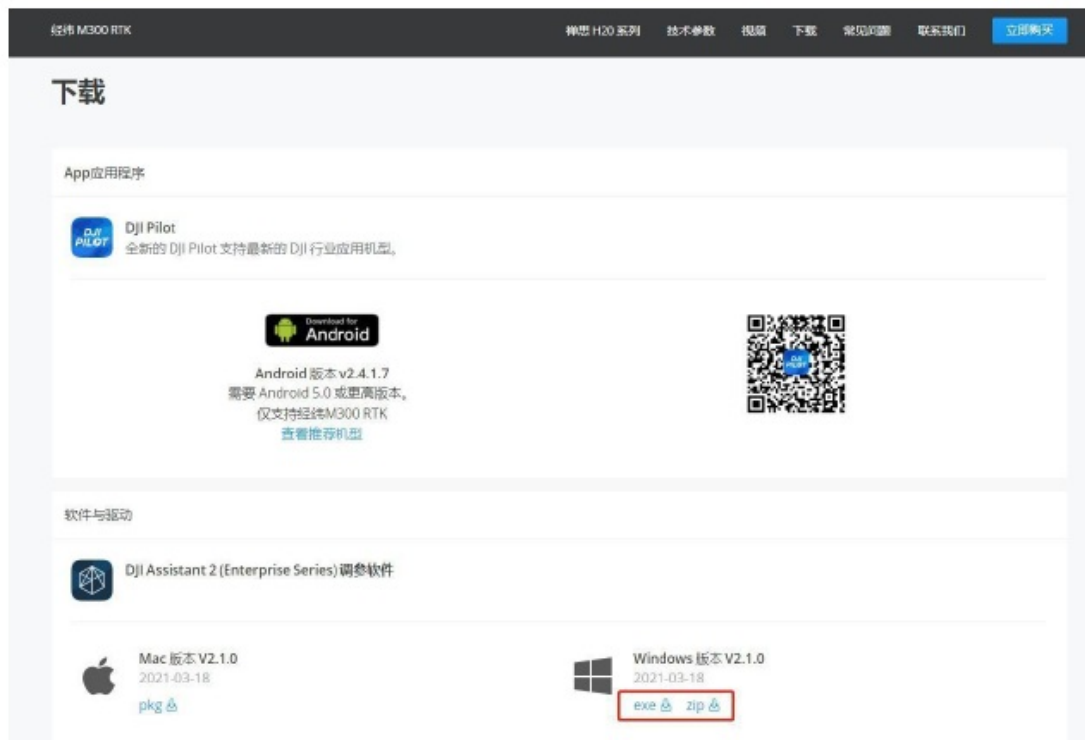 经纬 M300 RTK
禅思 H20 系列 技术参数 视频 下载 常见问题 联系我们 立即购买
下载
App应用程序
DJI PILOT
DJI Pilot
全新的 DJI Pilot 支持最新的 DJI 行业应用机型。
Download for
Android
Android 版本 v2.4.1.7
需要 Android 5.0 或更高版本。
仅支持经纬M300 RTK
查看推荐机型
DJI PILOT
软件与驱动
DJI Assistant 2 (Enterprise Series) 调参软件
Mac 版本 V2.1.0
2021-03-18
pkg
Windows 版本 V2.1.0
2021-03-18
exe zip